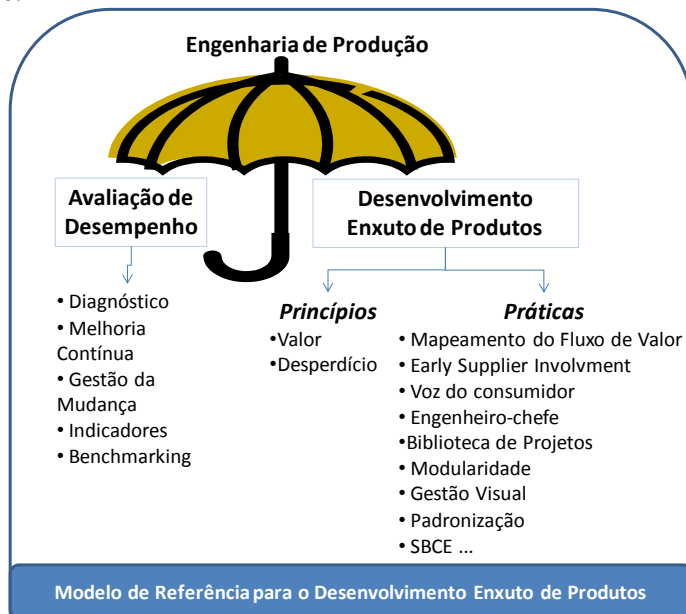 Engenharia de Produção
Avaliação de
Desempenho
• Diagnóstico
• Melhoria
Contínua
• Gestão da
Mudança
• Indicadores
• Benchmarking
Desenvolvimento
Enxuto de Produtos
Princípios
•Valor
•Desperdício
Práticas
• Mapeamento do Fluxo de Valor
• Early Supplier Involvment
• Voz do consumidor
• Engenheiro-chefe
•Biblioteca de Projetos
• Modularidade
• Gestão Visual
• Padronização
• SBCE ...
Modelo de Referência para o Desenvolvimento Enxuto de Produtos